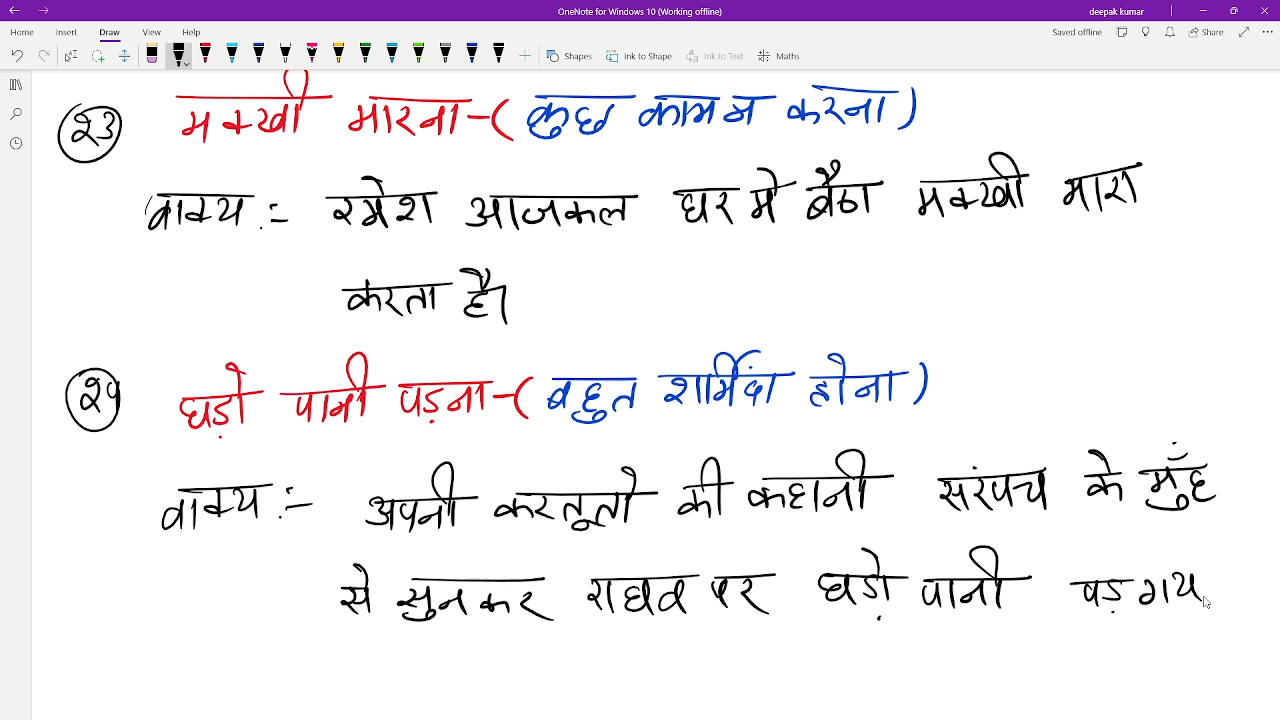 OneNote for Windows 10 (Working offline)
deepak kumar
Home Insert Draw View Help
Saved offline
Share
Shapes Ink to Shape Ink to Text Maths
२३ मक्खी मारना-(कुछ काम न करना)
वाक्य:- रमेश आजकल घर में बैठा मक्खी मारा
करता है।
२४ घड़ो पानी पड़ना-(बहुत शर्मिंदा होना)
वाक्य:- अपनी करतूतो की कहानी सरंपच के मुँह
से सुनकर राघव पर घड़ो पानी पड़ गय